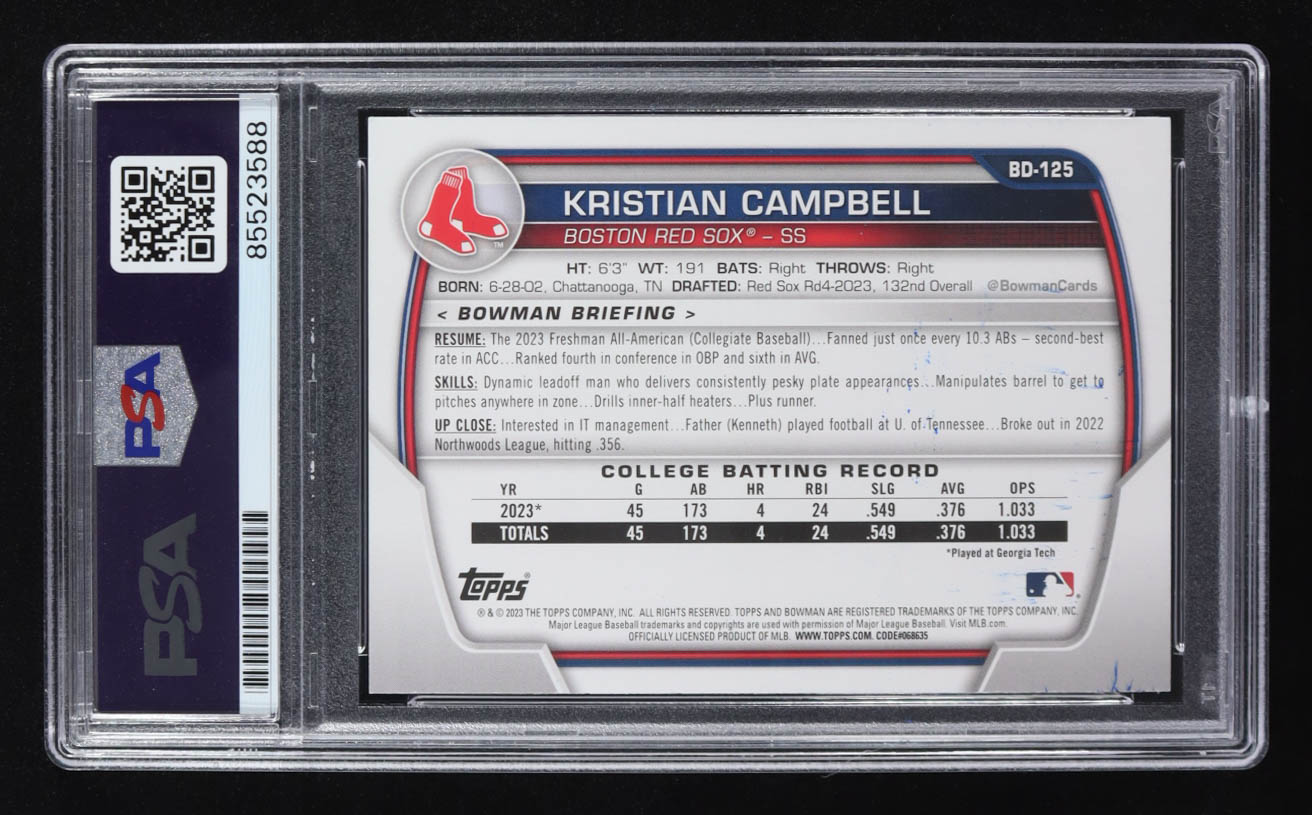 85523588
PSA
PSA
BD-125
KRISTIAN CAMPBELL
BOSTON RED SOX® – SS
™
HT: 6'3" WT: 191 BATS: Right THROWS: Right
BORN: 6-28-02, Chattanooga, TN DRAFTED: Red Sox Rd4-2023, 132nd Overall @BowmanCards
< BOWMAN BRIEFING >
RESUME: The 2023 Freshman All-American (Collegiate Baseball)...Fanned just once every 10.3 ABs – second-best
rate in ACC...Ranked fourth in conference in OBP and sixth in AVG.
SKILLS: Dynamic leadoff man who delivers consistently pesky plate appearances...Manipulates barrel to get to
pitches anywhere in zone...Drills inner-half heaters...Plus runner.
UP CLOSE: Interested in IT management...Father (Kenneth) played football at U. of Tennessee...Broke out in 2022
Northwoods League, hitting .356.
COLLEGE BATTING RECORD
YR G AB HR RBI SLG AVG OPS
2023* 45 173 4 24 .549 .376 1.033
TOTALS 45 173 4 24 .549 .376 1.033
*Played at Georgia Tech
topps®
® & © 2023 THE TOPPS COMPANY, INC. ALL RIGHTS RESERVED. TOPPS AND BOWMAN ARE REGISTERED TRADEMARKS OF THE TOPPS COMPANY, INC.
Major League Baseball trademarks and copyrights are used with permission of Major League Baseball. Visit MLB.com.
OFFICIALLY LICENSED PRODUCT OF MLB. WWW.TOPPS.COM. CODE#068635